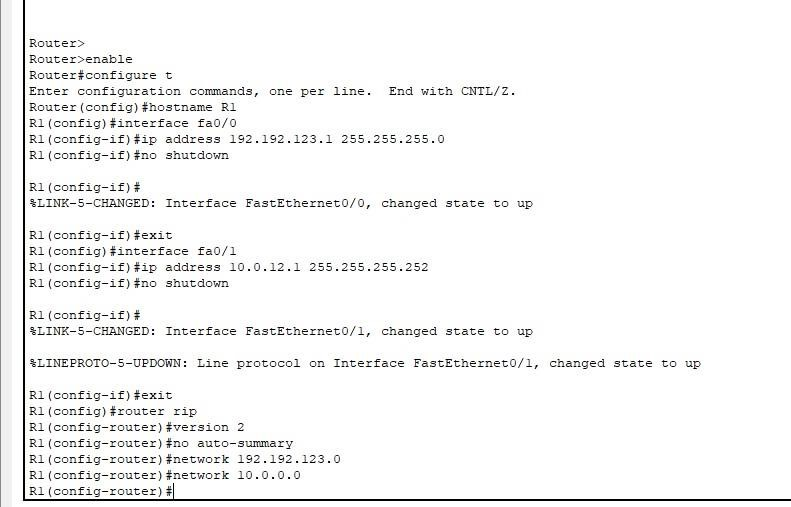 Router>
Router>enable
Router#configure t
Enter configuration commands, one per line.  End with CNTL/Z.
Router(config)#hostname R1
R1(config)#interface fa0/0
R1(config-if)#ip address 192.192.123.1 255.255.255.0
R1(config-if)#no shutdown
R1(config-if)#
%LINK-5-CHANGED: Interface FastEthernet0/0, changed state to up
R1(config-if)#exit
R1(config)#interface fa0/1
R1(config-if)#ip address 10.0.12.1 255.255.255.252
R1(config-if)#no shutdown
R1(config-if)#
%LINK-5-CHANGED: Interface FastEthernet0/1, changed state to up
%LINEPROTO-5-UPDOWN: Line protocol on Interface FastEthernet0/1, changed state to up
R1(config-if)#exit
R1(config)#router rip
R1(config-router)#version 2
R1(config-router)#no auto-summary
R1(config-router)#network 192.192.123.0
R1(config-router)#network 10.0.0.0
R1(config-router)#